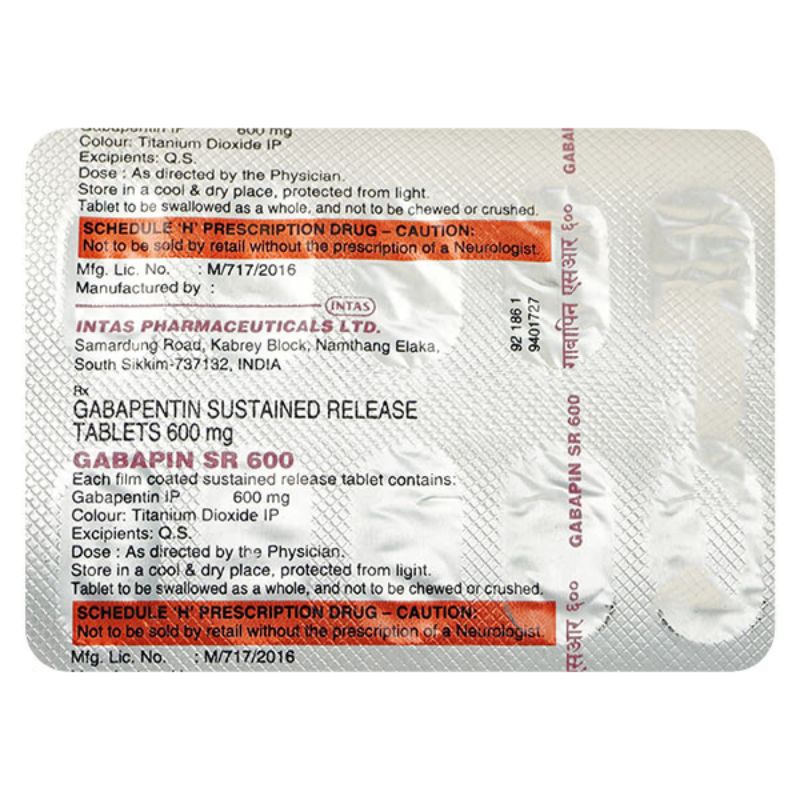 Gabapentin IP 600 mg
Colour: Titanium Dioxide IP
Excipients: Q.S.
Dose : As directed by the Physician.
Store in a cool & dry place, protected from light.
Tablet to be swallowed as a whole, and not to be chewed or crushed.
SCHEDULE 'H' PRESCRIPTION DRUG – CAUTION:
Not to be sold by retail without the prescription of a Neurologist.
Mfg. Lic. No. : M/717/2016
Manufactured by :
INTAS
INTAS PHARMACEUTICALS LTD.
Samardung Road, Kabrey Block, Namthang Elaka,
South Sikkim-737132, INDIA
Rx
GABAPENTIN SUSTAINED RELEASE
TABLETS 600 mg
GABAPIN SR 600
Each film coated sustained release tablet contains:
Gabapentin IP 600 mg
Colour: Titanium Dioxide IP
Excipients: Q.S.
Dose : As directed by the Physician.
Store in a cool & dry place, protected from light.
Tablet to be swallowed as a whole, and not to be chewed or crushed.
SCHEDULE 'H' PRESCRIPTION DRUG – CAUTION:
Not to be sold by retail without the prescription of a Neurologist.
Mfg. Lic. No. : M/717/2016
92 186 1
9401727
एसआर ६००
GABAPIN SR 600
गाबापिन एसआर ६००
GABAI